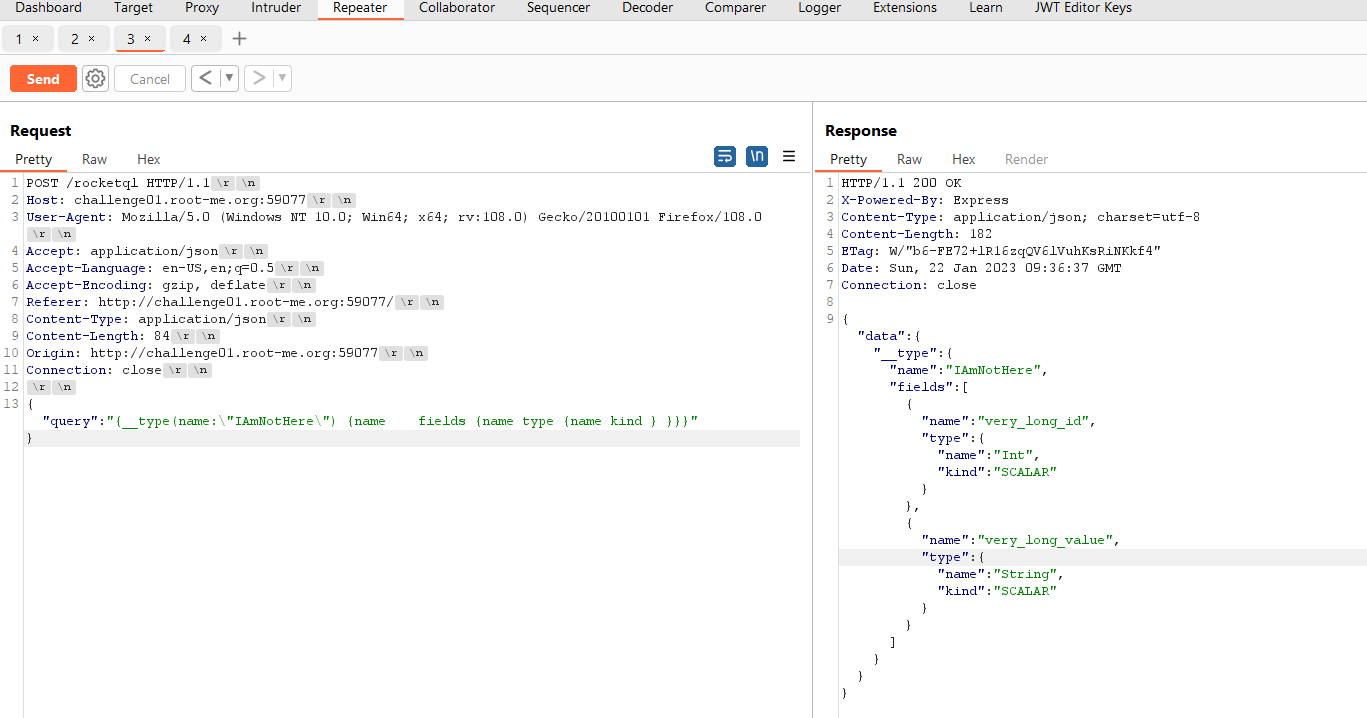 Dashboard Target Proxy Intruder Repeater Collaborator Sequencer Decoder Comparer Logger Extensions Learn JWT Editor Keys
1 × 2 × 3 × 4 × +
Send Cancel < ▼ > ▼
Request
Pretty Raw Hex
\n
1 POST /rocketql HTTP/1.1 \r \n
2 Host: challenge01.root-me.org:59077 \r \n
3 User-Agent: Mozilla/5.0 (Windows NT 10.0; Win64; x64; rv:108.0) Gecko/20100101 Firefox/108.0
\r \n
4 Accept: application/json \r \n
5 Accept-Language: en-US,en;q=0.5 \r \n
6 Accept-Encoding: gzip, deflate \r \n
7 Referer: http://challenge01.root-me.org:59077/ \r \n
8 Content-Type: application/json \r \n
9 Content-Length: 84 \r \n
10 Origin: http://challenge01.root-me.org:59077 \r \n
11 Connection: close \r \n
12 \r \n
13 {
"query":"{__type(name:\"IAmNotHere\") {name    fields {name type {name kind } }}}"
}
Response
Pretty Raw Hex Render
1 HTTP/1.1 200 OK
2 X-Powered-By: Express
3 Content-Type: application/json; charset=utf-8
4 Content-Length: 182
5 ETag: W/"b6-FE72+lR16zqQV6lVuhKsRiNKkf4"
6 Date: Sun, 22 Jan 2023 09:36:37 GMT
7 Connection: close
8
9 {
"data":{
"__type":{
"name":"IAmNotHere",
"fields":[
{
"name":"very_long_id",
"type":{
"name":"Int",
"kind":"SCALAR"
}
},
{
"name":"very_long_value",
"type":{
"name":"String",
"kind":"SCALAR"
}
}
]
}
}
}